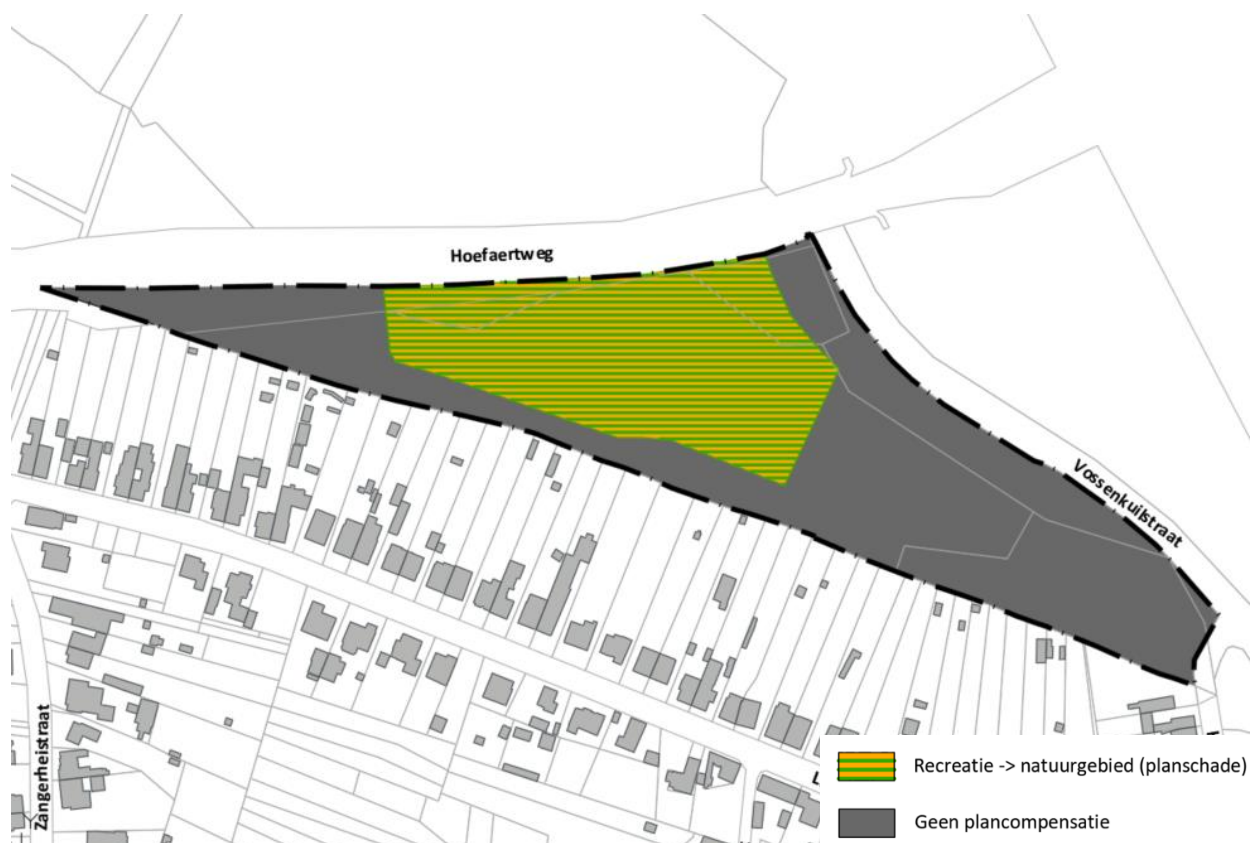 Hoefaertweg
Vossenkuilstraat
Zangerheistraat
Recreatie -> natuurgebied (planschade)
Geen plancompensatie